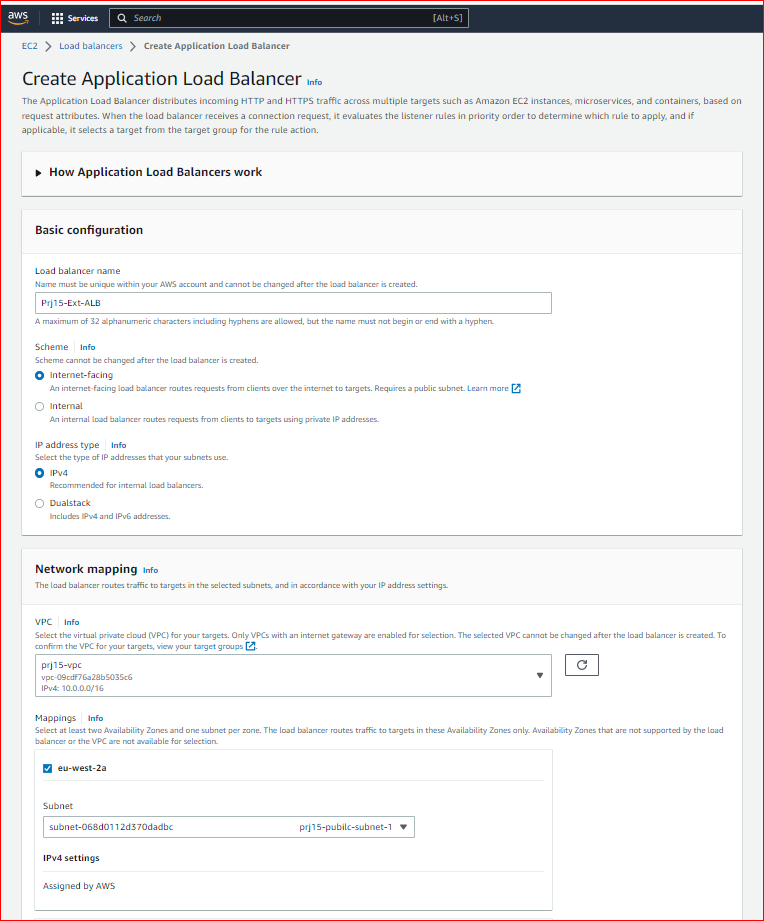 aws
Services
Search
[Alt+S]
EC2 > Load balancers > Create Application Load Balancer
Create Application Load Balancer Info
The Application Load Balancer distributes incoming HTTP and HTTPS traffic across multiple targets such as Amazon EC2 instances, microservices, and containers, based on
request attributes. When the load balancer receives a connection request, it evaluates the listener rules in priority order to determine which rule to apply, and if
applicable, it selects a target from the target group for the rule action.
How Application Load Balancers work
Basic configuration
Load balancer name
Name must be unique within your AWS account and cannot be changed after the load balancer is created.
Prj15-Ext-ALB
A maximum of 32 alphanumeric characters including hyphens are allowed, but the name must not begin or end with a hyphen.
Scheme Info
Scheme cannot be changed after the load balancer is created.
Internet-facing
An internet-facing load balancer routes requests from clients over the internet to targets. Requires a public subnet. Learn more
Internal
An internal load balancer routes requests from clients to targets using private IP addresses.
IP address type Info
Select the type of IP addresses that your subnets use.
IPv4
Recommended for internal load balancers.
Dualstack
Includes IPv4 and IPv6 addresses.
Network mapping Info
The load balancer routes traffic to targets in the selected subnets, and in accordance with your IP address settings.
VPC Info
Select the virtual private cloud (VPC) for your targets. Only VPCs with an internet gateway are enabled for selection. The selected VPC cannot be changed after the load balancer is created. To
confirm the VPC for your targets, view your target groups.
prj15-vpc
vpc-09cdf76a28b5035c6
IPv4: 10.0.0.0/16
Mappings Info
Select at least two Availability Zones and one subnet per zone. The load balancer routes traffic to targets in these Availability Zones only. Availability Zones that are not supported by the load
balancer or the VPC are not available for selection.
eu-west-2a
Subnet
subnet-068d0112d370dadbc prj15-pubilc-subnet-1
IPv4 settings
Assigned by AWS